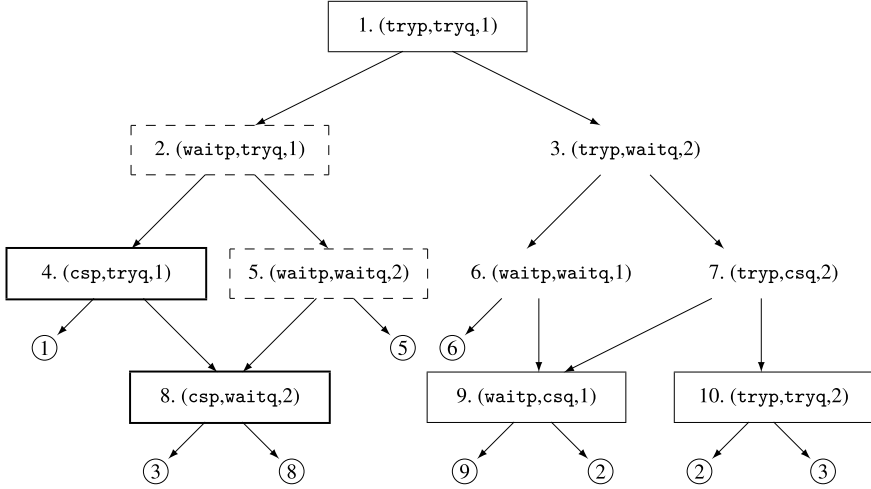 1. (tryp,tryq,1)
2. (waitp,tryq,1)
3. (tryp,waitq,2)
4. (csp,tryq,1)
5. (waitp,waitq,2)
6. (waitp,waitq,1)
7. (tryp,csq,2)
1
5
6
8. (csp,waitq,2)
9. (waitp,csq,1)
10. (tryp,tryq,2)
3
8
9
2
2
3